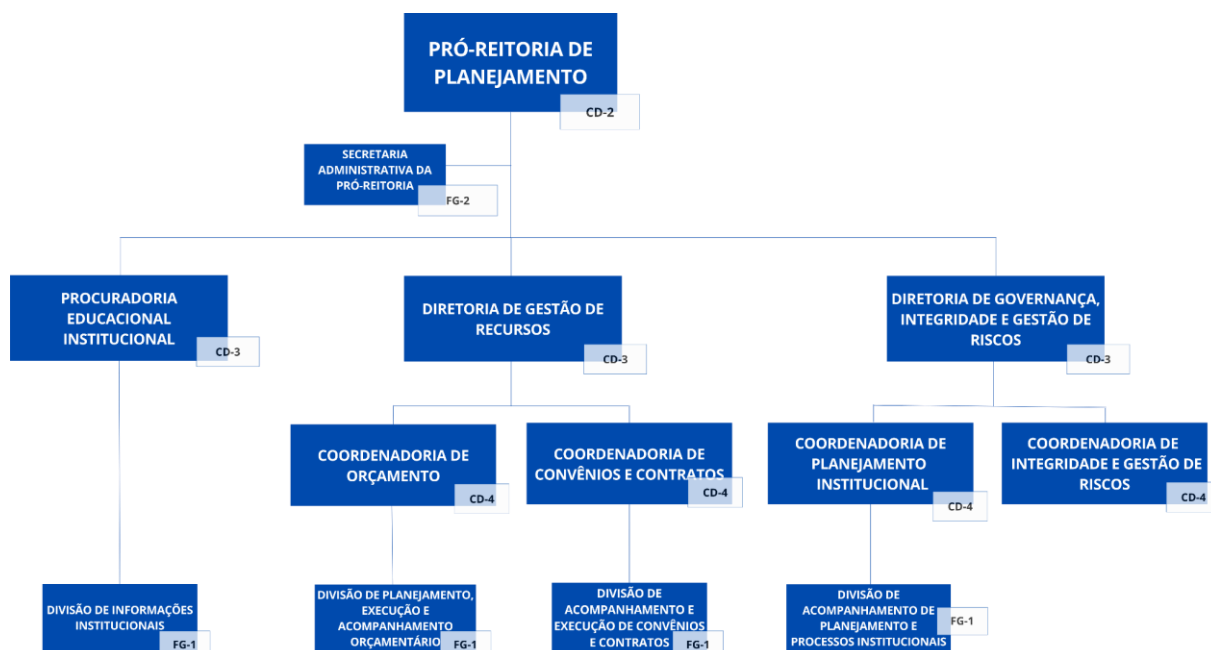 PRÓ-REITORIA DE
PLANEJAMENTO
CD-2
SECRETARIA
ADMINISTRATIVA DA
PRÓ-REITORIA
FG-2
PROCURADORIA
EDUCACIONAL
INSTITUCIONAL
CD-3
DIRETORIA DE GESTÃO DE
RECURSOS
CD-3
DIRETORIA DE GOVERNANÇA,
INTEGRIDADE E GESTÃO DE
RISCOS
CD-3
COORDENADORIA DE
ORÇAMENTO
CD-4
COORDENADORIA DE
CONVÊNIOS E CONTRATOS
CD-4
COORDENADORIA DE
PLANEJAMENTO
INSTITUCIONAL
CD-4
COORDENADORIA DE
INTEGRIDADE E GESTÃO DE
RISCOS
CD-4
DIVISÃO DE INFORMAÇÕES
INSTITUCIONAIS
FG-1
DIVISÃO DE PLANEJAMENTO,
EXECUÇÃO E
ACOMPANHAMENTO
ORÇAMENTÁRIO
FG-1
DIVISÃO DE
ACOMPANHAMENTO E
EXECUÇÃO DE CONVÊNIOS
E CONTRATOS
FG-1
DIVISÃO DE
ACOMPANHAMENTO DE
PLANEJAMENTO E
PROCESSOS INSTITUCIONAIS
FG-1